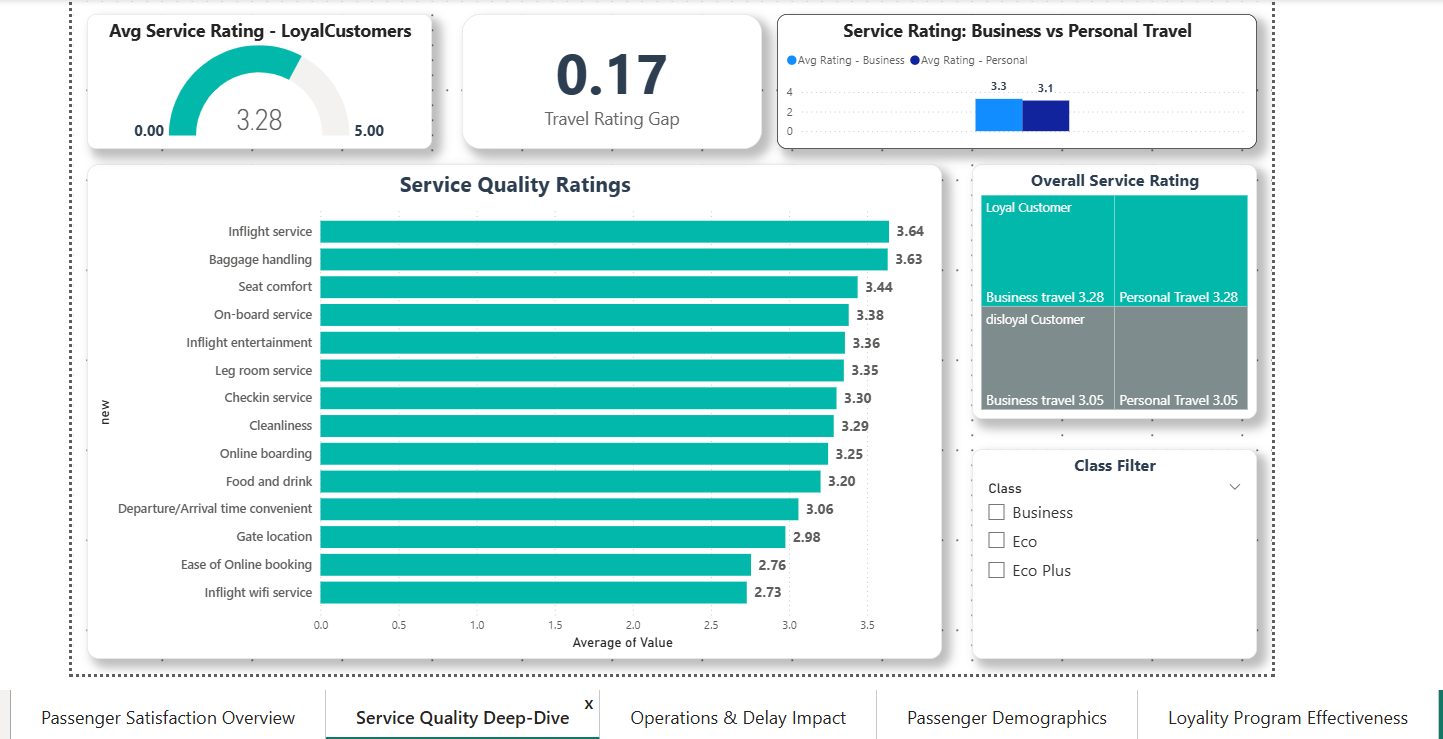 Avg Service Rating - LoyalCustomers
3.28
0.00
5.00
0.17
Travel Rating Gap
Service Rating: Business vs Personal Travel
Avg Rating - Business Avg Rating - Personal
3.3
3.1
4
2
0
Service Quality Ratings
new
Inflight service 3.64
Baggage handling 3.63
Seat comfort 3.44
On-board service 3.38
Inflight entertainment 3.36
Leg room service 3.35
Checkin service 3.30
Cleanliness 3.29
Online boarding 3.25
Food and drink 3.20
Departure/Arrival time convenient 3.06
Gate location 2.98
Ease of Online booking 2.76
Inflight wifi service 2.73
0.0 0.5 1.0 1.5 2.0 2.5 3.0 3.5
Average of Value
Overall Service Rating
Loyal Customer
Business travel 3.28 Personal Travel 3.28
disloyal Customer
Business travel 3.05 Personal Travel 3.05
Class Filter
Class
Business
Eco
Eco Plus
Passenger Satisfaction Overview
Service Quality Deep-Dive
X
Operations & Delay Impact
Passenger Demographics
Loyality Program Effectiveness